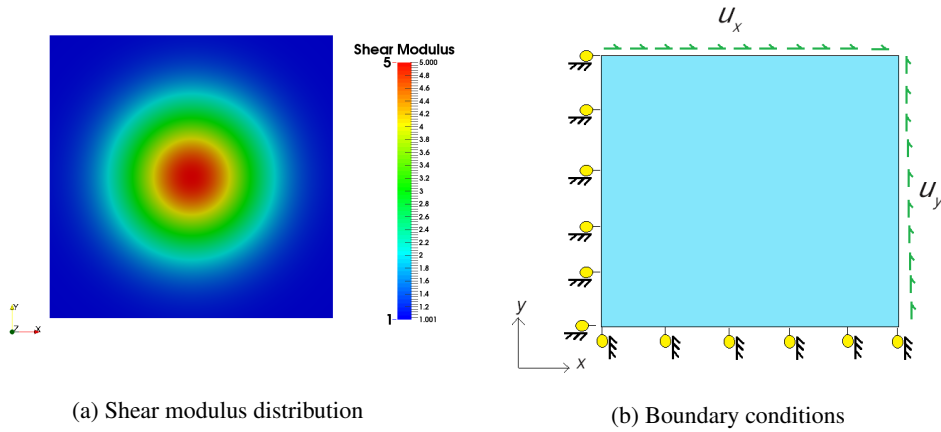 Shear Modulus
5
5.000
4.8
4.6
4.4
4.2
4
3.8
3.6
3.4
3.2
3
2.8
2.6
2.4
2.2
2
1.8
1.6
1.4
1.2
1
1.001
Y
Z
X
(a) Shear modulus distribution
u_x
u_y
y
x
(b) Boundary conditions